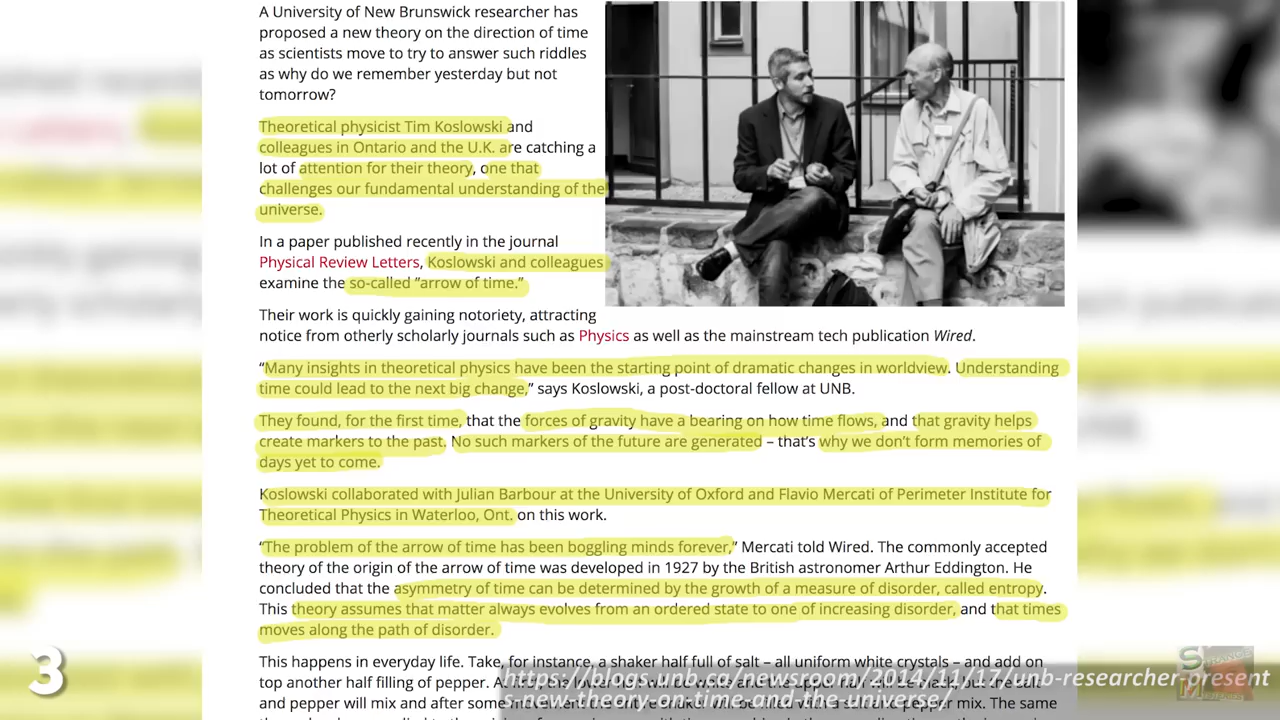 A University of New Brunswick researcher has
proposed a new theory on the direction of time
as scientists move to try to answer such riddles
as why do we remember yesterday but not
tomorrow?
Theoretical physicist Tim Koslowski and
colleagues in Ontario and the U.K. are catching a
lot of attention for their theory, one that
challenges our fundamental understanding of the
universe.
In a paper published recently in the journal
Physical Review Letters, Koslowski and colleagues
examine the so-called “arrow of time.”
Their work is quickly gaining notoriety, attracting
notice from otherly scholarly journals such as Physics as well as the mainstream tech publication Wired.
“Many insights in theoretical physics have been the starting point of dramatic changes in worldview. Understanding
time could lead to the next big change,” says Koslowski, a post-doctoral fellow at UNB.
They found, for the first time, that the forces of gravity have a bearing on how time flows, and that gravity helps
create markers to the past. No such markers of the future are generated – that’s why we don’t form memories of
days yet to come.
Koslowski collaborated with Julian Barbour at the University of Oxford and Flavio Mercati of Perimeter Institute for
Theoretical Physics in Waterloo, Ont. on this work.
“The problem of the arrow of time has been boggling minds forever,” Mercati told Wired. The commonly accepted
theory of the origin of the arrow of time was developed in 1927 by the British astronomer Arthur Eddington. He
concluded that the asymmetry of time can be determined by the growth of a measure of disorder, called entropy.
This theory assumes that matter always evolves from an ordered state to one of increasing disorder, and that times
moves along the path of disorder.
This happens in everyday life. Take, for instance, a shaker half full of salt – all uniform white crystals – and add on
top another half filling of pepper.
and pepper will mix and after some
3
https://blogs.unb.ca/newsroom/2014/11/17/unb-researcher-present
s-new-theory-on-time-and-the-universe/
STRANGE